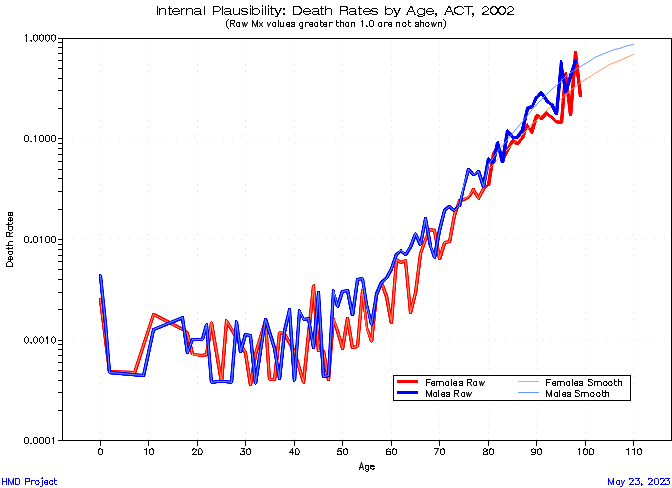 Internal Plausibility: Death Rates by Age, ACT, 2002
(Raw Mx values greater than 1.0 are not shown)
1.0000
0.1000
0.0100
0.0010
0.0001
Death Rates
0 10 20 30 40 50 60 70 80 90 100 110
Age
Females Raw Females Smooth
Males Raw Males Smooth
HMD Project May 23, 2023